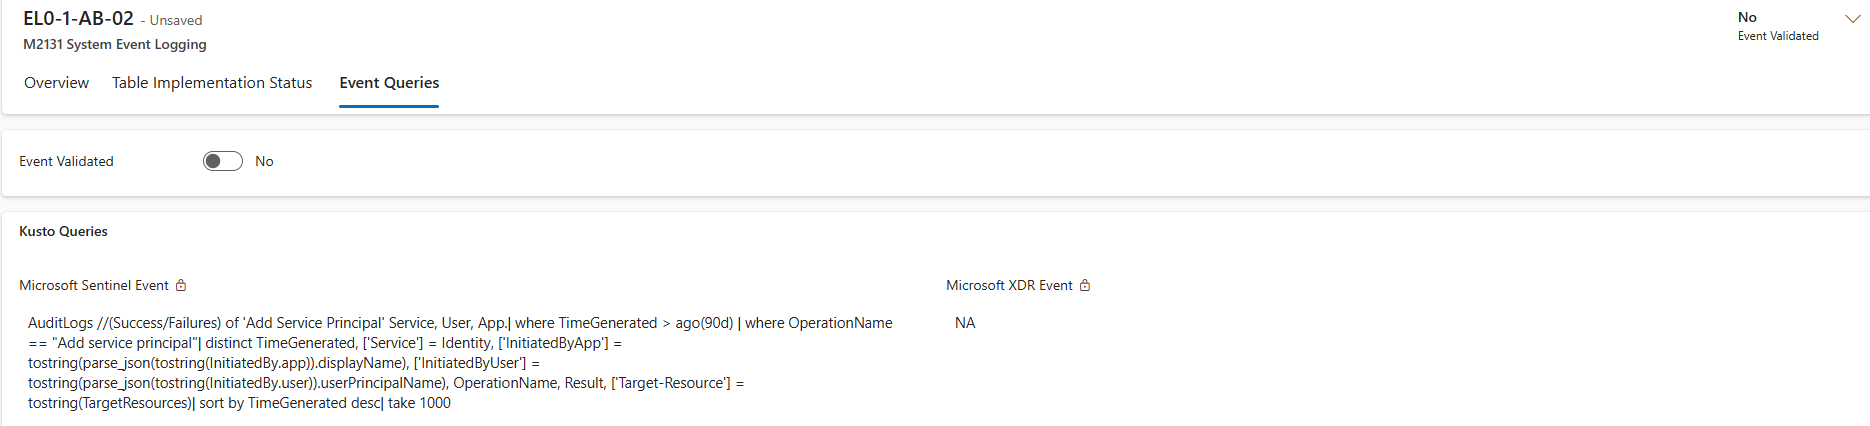 EL0-1-AB-02 - Unsaved
M2131 System Event Logging
No
Event Validated
Overview Table Implementation Status Event Queries
Event Validated No
Kusto Queries
Microsoft Sentinel Event
AuditLogs //(Success/Failures) of 'Add Service Principal' Service, User, App.| where TimeGenerated > ago(90d) | where OperationName
== "Add service principal"| distinct TimeGenerated, ['Service'] = Identity, ['InitiatedByApp'] =
tostring(parse_json(tostring(InitiatedBy.app)).displayName), ['InitiatedByUser'] =
tostring(parse_json(tostring(InitiatedBy.user)).userPrincipalName), OperationName, Result, ['Target-Resource'] =
tostring(TargetResources)| sort by TimeGenerated desc| take 1000
Microsoft XDR Event
NA